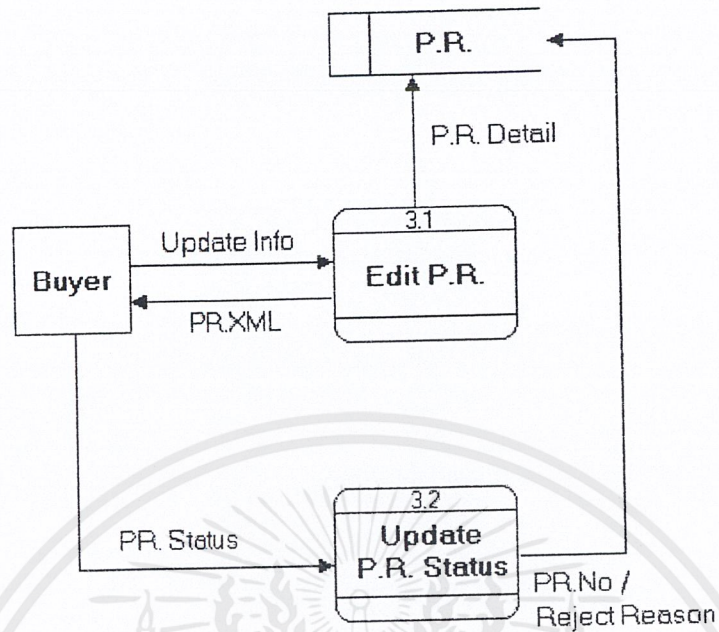 P.R.
P.R. Detail
3.1
Edit P.R.
Update Info
Buyer
PR.XML
3.2
Update
P.R. Status
PR. Status
PR.No /
Reject Reason